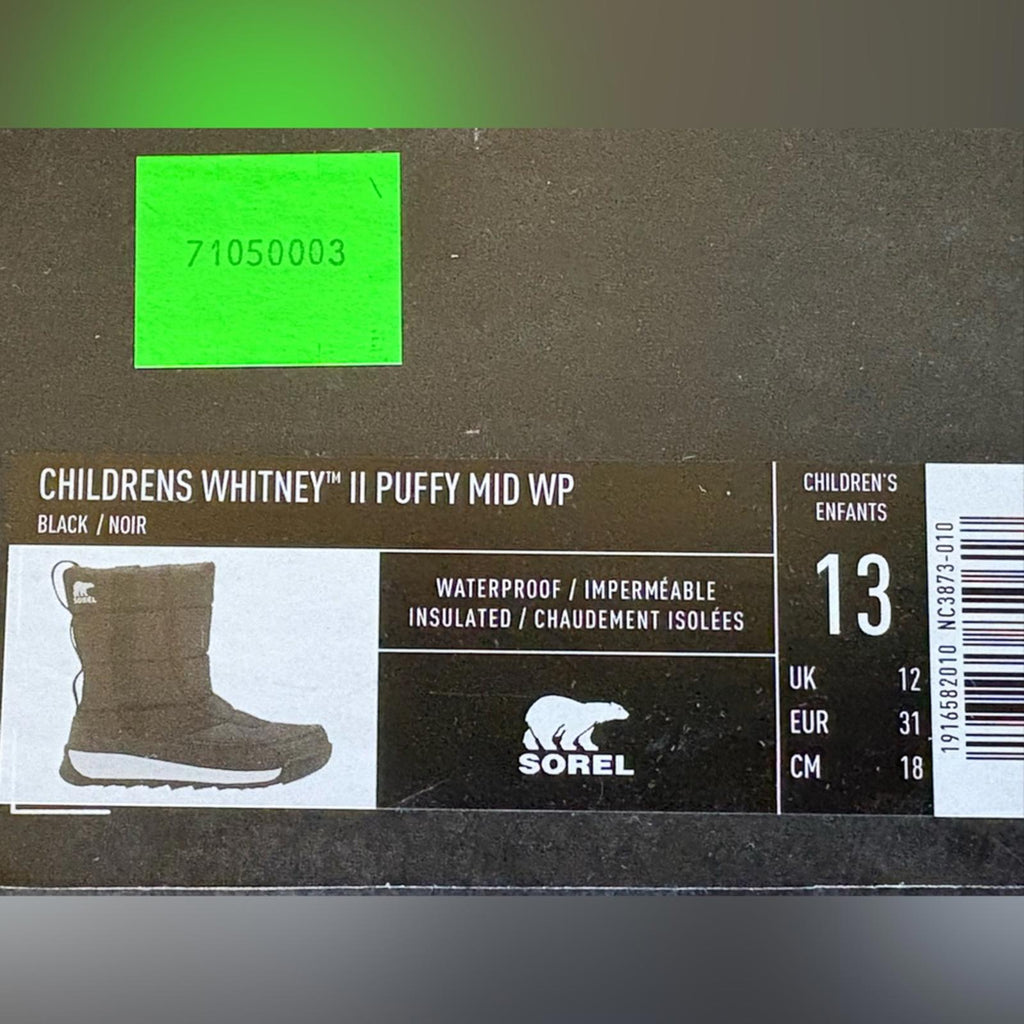 71050003
CHILDRENS WHITNEY™ II PUFFY MID WP
BLACK / NOIR
SOREL
WATERPROOF / IMPERMÉABLE
INSULATED / CHAUDEMENT ISOLÉES
SOREL
CHILDREN'S
ENFANTS
13
UK 12
EUR 31
CM 18
1916582010 NC3873-010